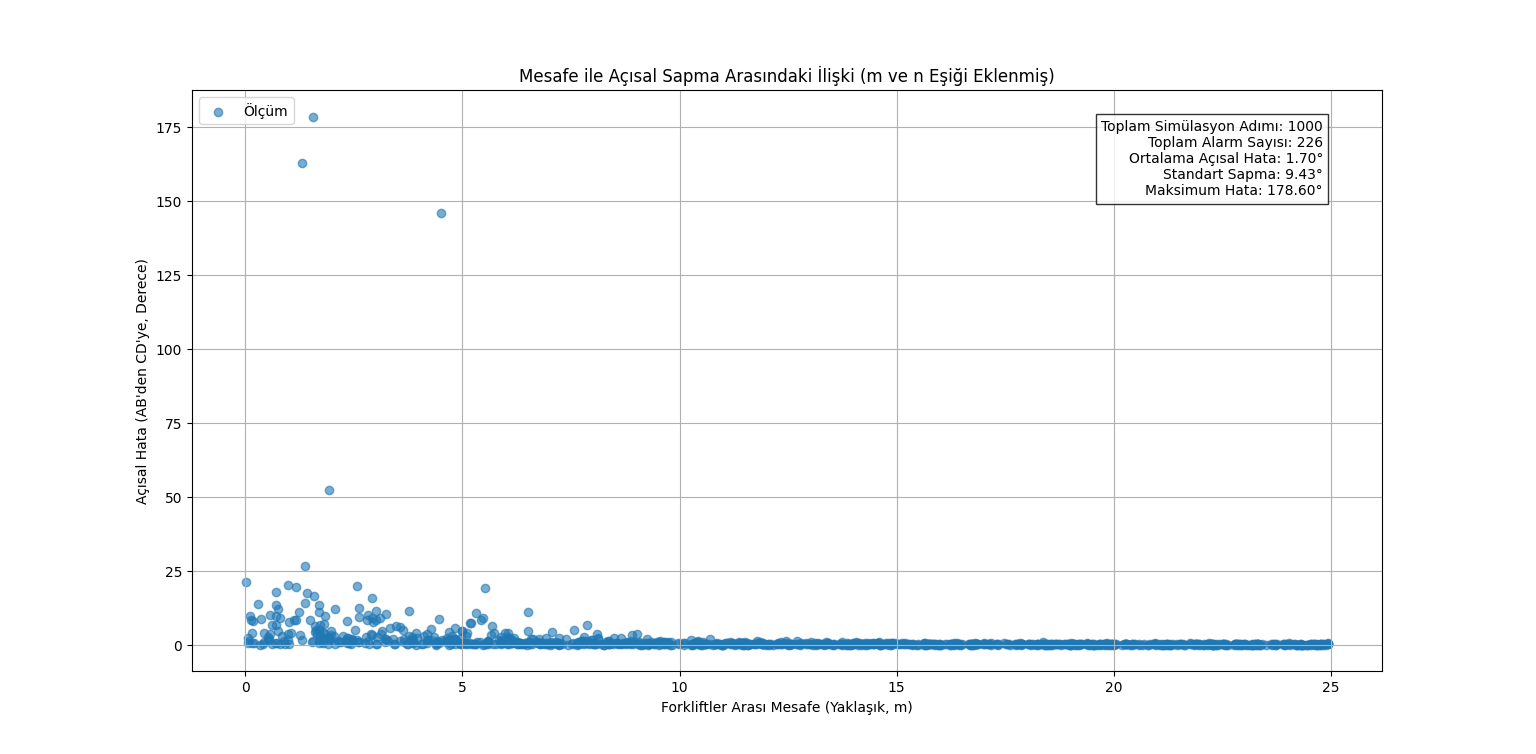 Mesafe ile Açısal Sapma Arasındaki İlişki (m ve n Eşiği Eklenmiş)
Ölçüm
Toplam Simülasyon Adımı: 1000
Toplam Alarm Sayısı: 226
Ortalama Açısal Hata: 1.70°
Standart Sapma: 9.43°
Maksimum Hata: 178.60°
Açısal Hata (AB'den CD'ye, Derece)
175
150
125
100
75
50
25
0
0 5 10 15 20 25
Forkliftler Arası Mesafe (Yaklaşık, m)